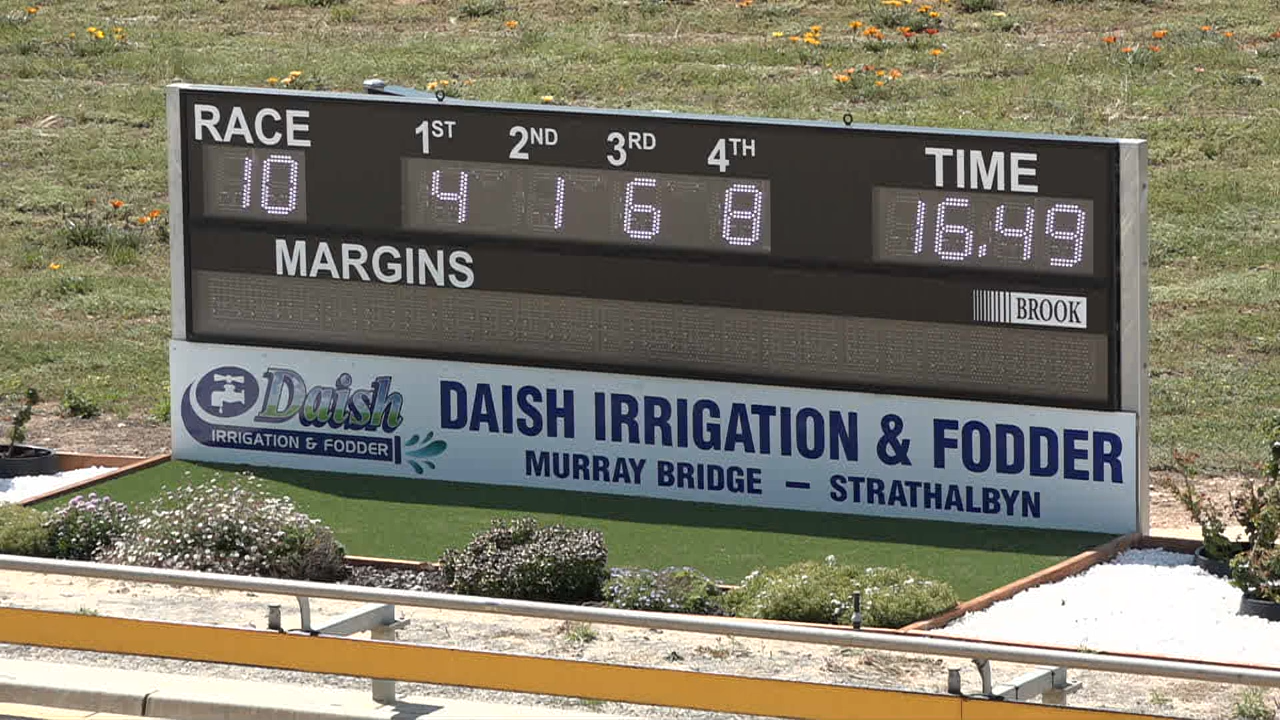 RACE 1ST 2ND 3RD 4TH TIME
10 4 1 6 8 16.49
MARGINS
BROOK
Daish
IRRIGATION & FODDER
DAISH IRRIGATION & FODDER
MURRAY BRIDGE – STRATHALBYN